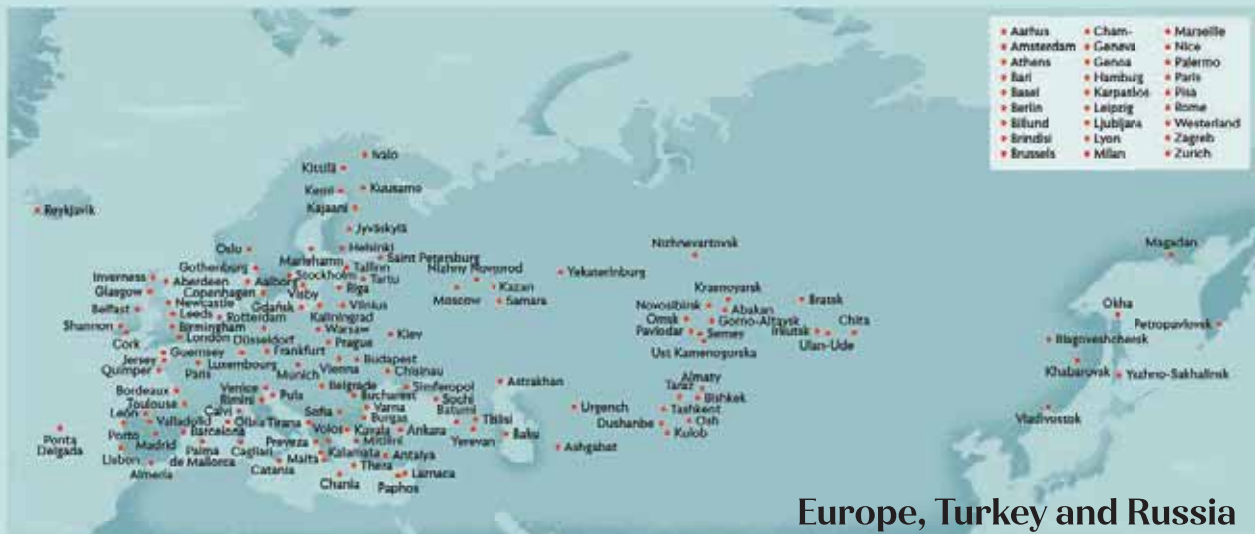 Aarhus
Amsterdam
Athens
Bari
Basel
Berlin
Billund
Brindisi
Brussels
Cham-
Geneva
Genoa
Hamburg
Karpastos
Leipzig
Ljubljara
Lyon
Milan
Marseille
Nice
Palermo
Paris
Pisa
Rome
Westerland
Zagreb
Zurich
Ivalo
Kittilä
Kemi
Kuusamo
Kajaani
Reykjavik
Jyväskylä
Oslo
Helsinki
Mariehamn
Saint Petersburg
Nizhnevartovsk
Magadan
Gothenburg
Tallinn
Nizhny Novgorod
Yekaterinburg
Inverness
Aberdeen
Aalborg
Stockholm
Tartu
Glasgow
Copenhagen
Visby
Riga
Kazan
Krasnoyarsk
Belfast
Newcastle
Gdańsk
Vilnius
Moscow
Samara
Novosibirsk
Abakan
Bratsk
Okha
Leeds
Rotterdam
Kaliningrad
Omsk
Gorno-Altaysk
Chita
Petropavlovsk
Shannon
Birmingham
Warsaw
Kiev
Pavlodar
Semey
Irkutsk
Cork
London
Düsseldorf
Prague
Ust Kamenogorska
Ulan-Ude
Blagoveshchensk
Jersey
Guernsey
Frankfurt
Quimper
Luxembourg
Vienna
Budapest
Paris
Munich
Chisinau
Almaty
Khabarovsk
Yuzhno-Sakhalinsk
Bordeaux
Venice
Belgrade
Simferopol
Astrakhan
Taraz
Toulouse
Rimini
Pula
Bucharest
Sochi
Bishkek
León
Calvi
Sofia
Varna
Batumi
Urgench
Tashkent
Valladolid
Olbia
Tirana
Burgas
Tbilisi
Dushanbe
Osh
Vladivostok
Porto
Barcelona
Volos
Kavala
Ankara
Baku
Kulob
Ponta
Delgada
Madrid
Preveza
Mitilini
Yerevan
Ashgabat
Lisbon
Palma
de Mallorca
Cagliari
Malta
Kalamata
Antalya
Almeria
Catania
Thera
Larnaca
Chania
Paphos
Europe, Turkey and Russia